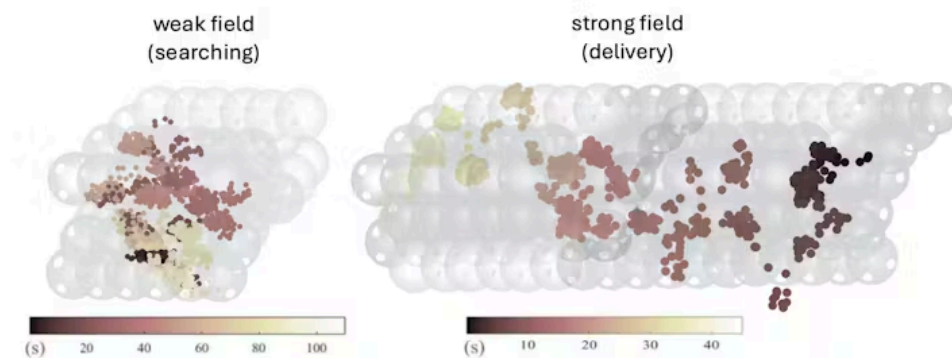 weak field
(searching)
strong field
(delivery)
(s) 20 40 60 80 100
(s) 10 20 30 40